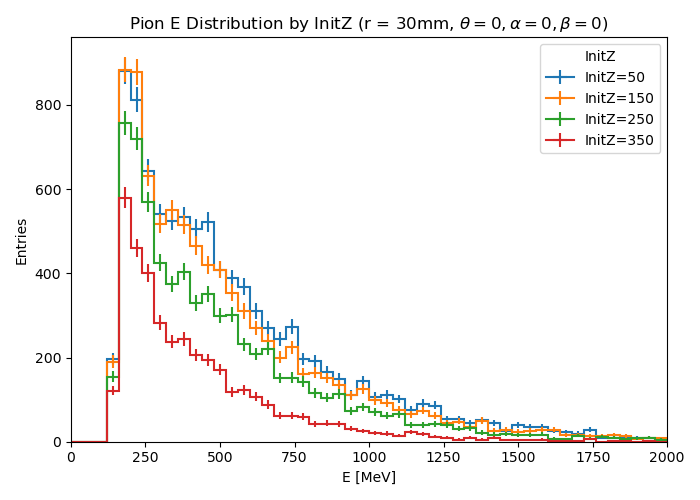 Pion E Distribution by InitZ (r = 30mm, θ = 0, α = 0, β = 0)
InitZ
InitZ=50
InitZ=150
InitZ=250
InitZ=350
Entries
800
600
400
200
0
0 250 500 750 1000 1250 1500 1750 2000
E [MeV]